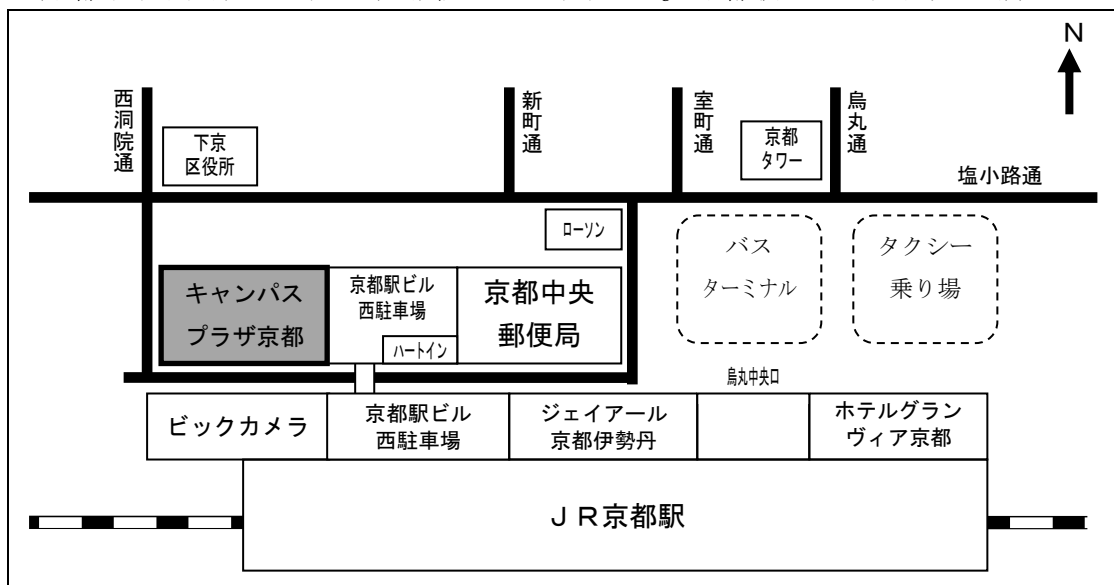 N
西洞院通
下京
区役所
新町通
室町通
京都
タワー
烏丸通
塩小路通
ローソン
バス
ターミナル
タクシー
乗り場
キャンパス
プラザ京都
京都駅ビル
西駐車場
ハートイン
京都中央
郵便局
烏丸中央口
ビックカメラ
京都駅ビル
西駐車場
ジェイアール
京都伊勢丹
ホテルグラン
ヴィア京都
ＪＲ京都駅